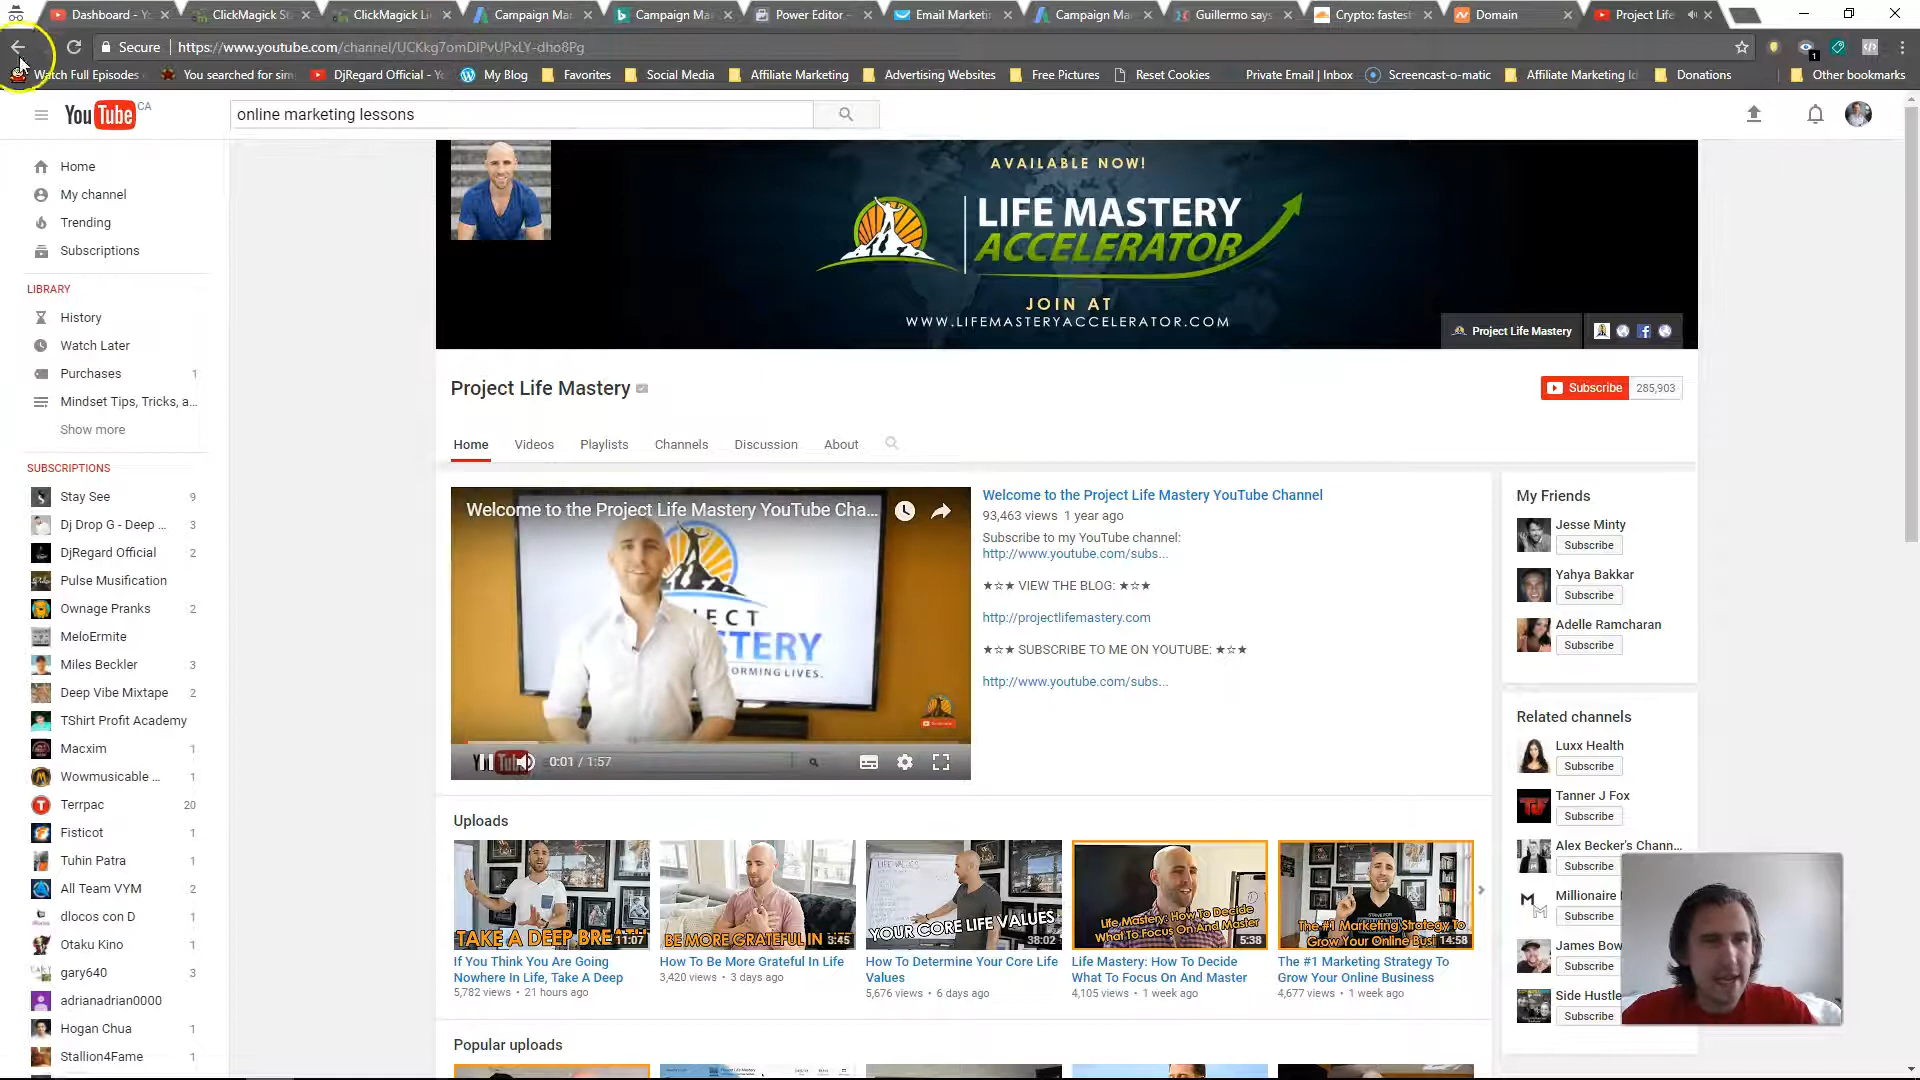 Dashboard - Y
ClickMagick St
ClickMagick Li
Campaign Ma
Campaign Ma
Power Editor -
Email Marketi
Campaign Ma
Guillermo says
Crypto: fastest
Domain
Project Life
Secure
https://www.youtube.com/channel/UCKkg7omDIPvUPxLY-dho8Pg
1
Watch Full Episodes
You searched for sim
DjRegard Official - Yo
My Blog
Favorites
Social Media
Affiliate Marketing
Advertising Websites
Free Pictures
Reset Cookies
Private Email | Inbox
Screencast-o-matic
Affiliate Marketing Id
Donations
Other bookmarks
YouTube CA
online marketing lessons
Home
My channel
Trending
Subscriptions
LIBRARY
History
Watch Later
Purchases 1
Mindset Tips, Tricks, a...
Show more
SUBSCRIPTIONS
Stay See 9
Dj Drop G - Deep ... 3
DjRegard Official 2
Pulse Musification
Ownage Pranks 2
MeloErmite
Miles Beckler 3
Deep Vibe Mixtape 2
TShirt Profit Academy
Macxim 1
Wowmusicable ... 1
Terrpac 20
Fisticot 1
Tuhin Patra 1
All Team VYM 2
dlocos con D 1
Otaku Kino 1
gary640 3
adrianadrian0000
Hogan Chua 1
Stallion4Fame 1
AVAILABLE NOW!
LIFE MASTERY
ACCELERATOR
JOIN AT
WWW.LIFEMASTERYACCELERATOR.COM
Project Life Mastery
Project Life Mastery
Subscribe 285,903
Home Videos Playlists Channels Discussion About
Welcome to the Project Life Mastery YouTube Cha...
ECT
MASTERY
ORMING LIVES.
0:01 / 1:57
Welcome to the Project Life Mastery YouTube Channel
93,463 views 1 year ago
Subscribe to my YouTube channel:
http://www.youtube.com/subs...
★☆★ VIEW THE BLOG: ★☆★
http://projectlifemastery.com
★☆★ SUBSCRIBE TO ME ON YOUTUBE: ★☆★
http://www.youtube.com/subs...
My Friends
Jesse Minty
Subscribe
Yahya Bakkar
Subscribe
Adelle Ramcharan
Subscribe
Related channels
Luxx Health
Subscribe
Tanner J Fox
Subscribe
Alex Becker's Chann...
Subscribe
Millionaire
Subscribe
James Bow
Subscribe
Side Hustle
Subscribe
Uploads
TAKE A DEEP BREATH
11:07
If You Think You Are Going
Nowhere In Life, Take A Deep
5,782 views • 21 hours ago
BE MORE GRATEFUL IN LIFE
3:45
How To Be More Grateful In Life
3,420 views • 3 days ago
YOUR CORE LIFE VALUES
38:02
How To Determine Your Core Life
Values
5,676 views • 6 days ago
Life Mastery: How To Decide
What To Focus On And Master
5:38
Life Mastery: How To Decide
What To Focus On And Master
4,105 views • 1 week ago
The #1 Marketing Strategy To
Grow Your Online Busi
14:58
The #1 Marketing Strategy To
Grow Your Online Business
4,677 views • 1 week ago
Popular uploads